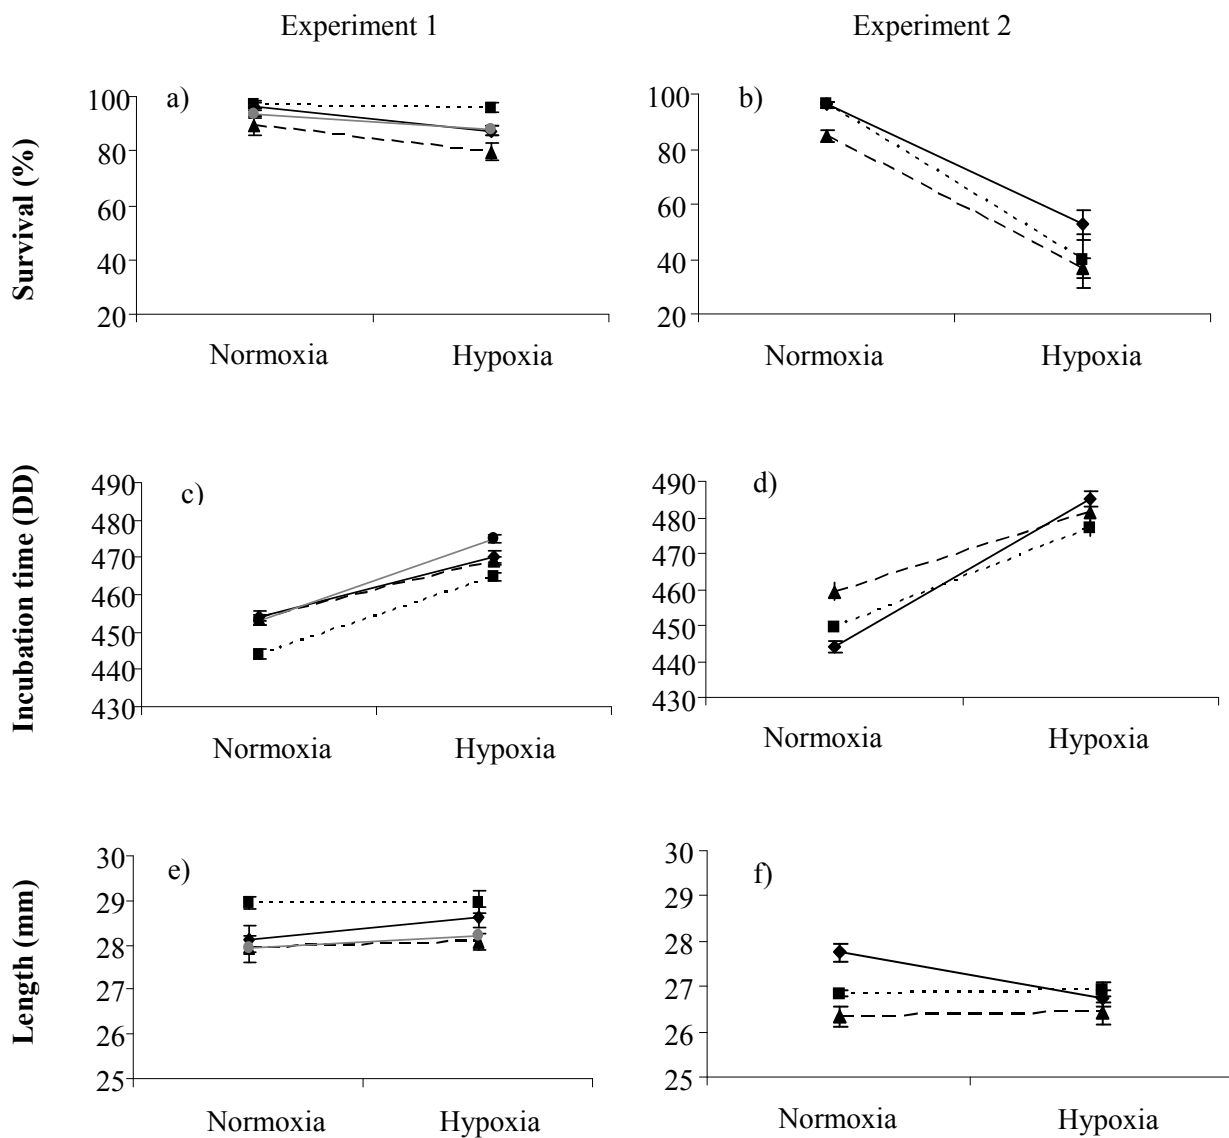 Experiment 1
Experiment 2
Survival (%)
a)
100
80
60
40
20
Normoxia
Hypoxia
b)
100
80
60
40
20
Normoxia
Hypoxia
Incubation time (DD)
c)
490
480
470
460
450
440
430
Normoxia
Hypoxia
d)
490
480
470
460
450
440
430
Normoxia
Hypoxia
Length (mm)
e)
30
29
28
27
26
25
Normoxia
Hypoxia
f)
30
29
28
27
26
25
Normoxia
Hypoxia